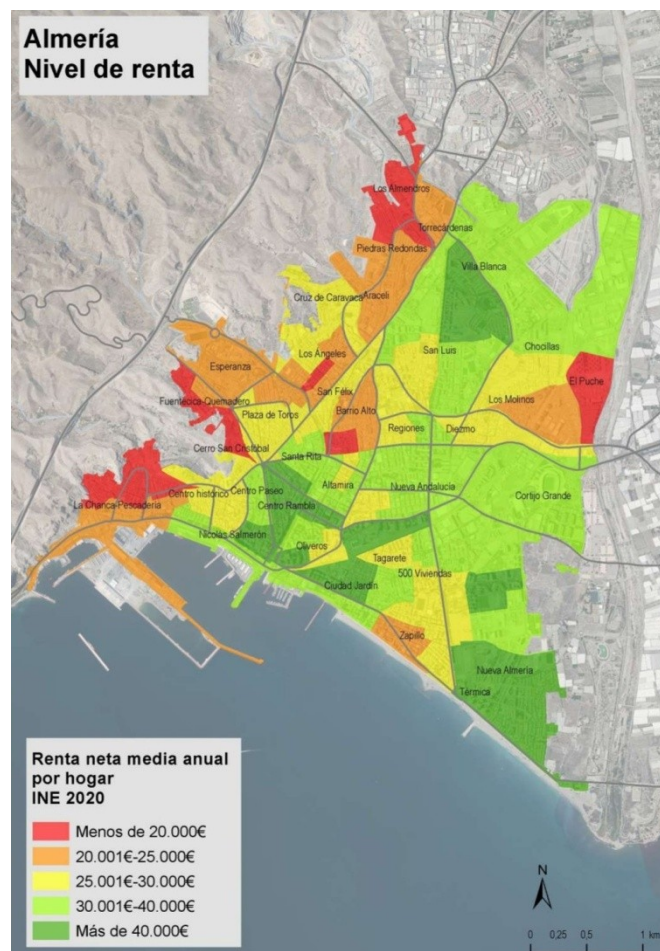 Almería
Nivel de renta
Los Almendros
Torrecárdenas
Piedras Redondas
Villa Blanca
Cruz de Caravaca
Araceli
Chocillas
San Luis
Los Ángeles
Esperanza
El Puche
San Félix
Los Molinos
Fuentecica-Quemadero
Barrio Alto
Plaza de Toros
Regiones
Diezmo
Cerro San Cristóbal
Santa Rita
Altamira
Nueva Andalucía
Centro histórico
Centro Paseo
Cortijo Grande
La Chanca-Pescadería
Centro Rambla
Nicolás Salmerón
Oliveros
Tagarete
500 Viviendas
Ciudad Jardín
Zapillo
Nueva Almería
Térmica
Renta neta media anual
por hogar
INE 2020
Menos de 20.000€
20.001€-25.000€
25.001€-30.000€
30.001€-40.000€
Más de 40.000€
N
0 0,25 0,5 1 km